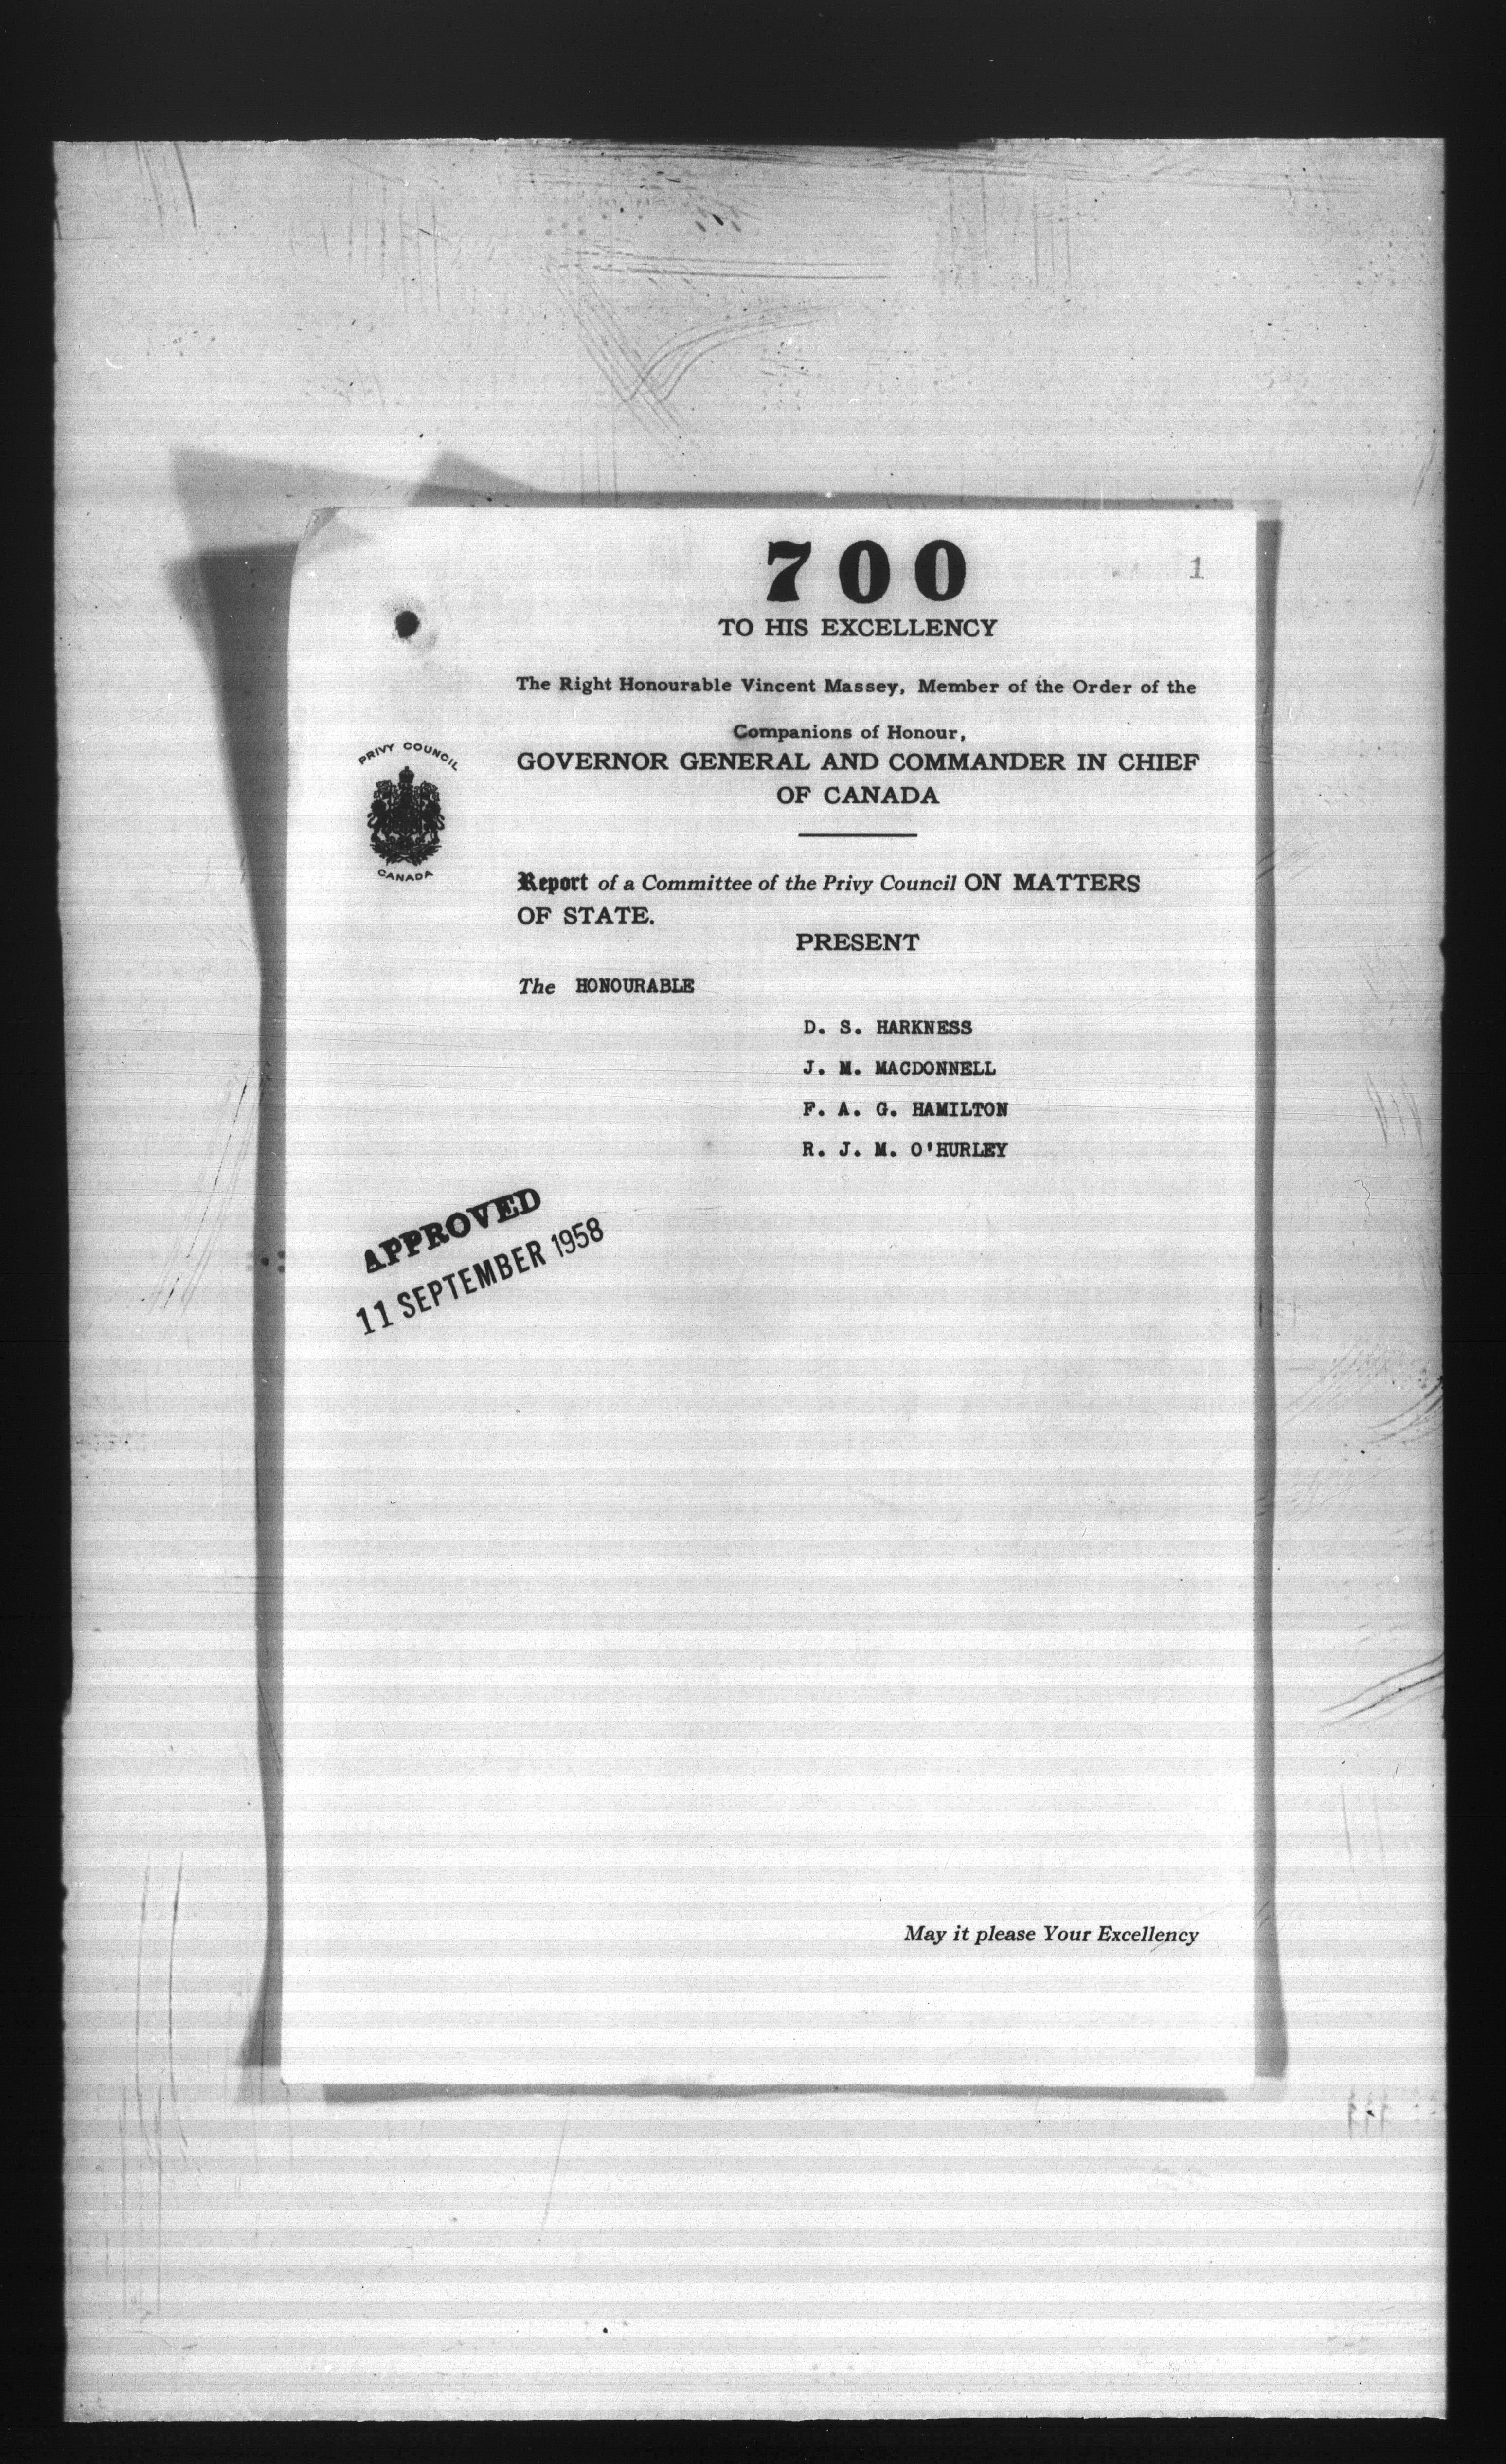 700
1
TO HIS EXCELLENCY
The Right Honourable Vincent Massey, Member of the Order of the
Companions of Honour,
GOVERNOR GENERAL AND COMMANDER IN CHIEF
OF CANADA
PRIVY COUNCIL
CANADA
Report of a Committee of the Privy Council ON MATTERS
OF STATE.
PRESENT
The HONOURABLE
D. S. HARKNESS
J. M. MACDONNELL
F. A. G. HAMILTON
R. J. M. O'HURLEY
APPROVED
11 SEPTEMBER 1958
May it please Your Excellency